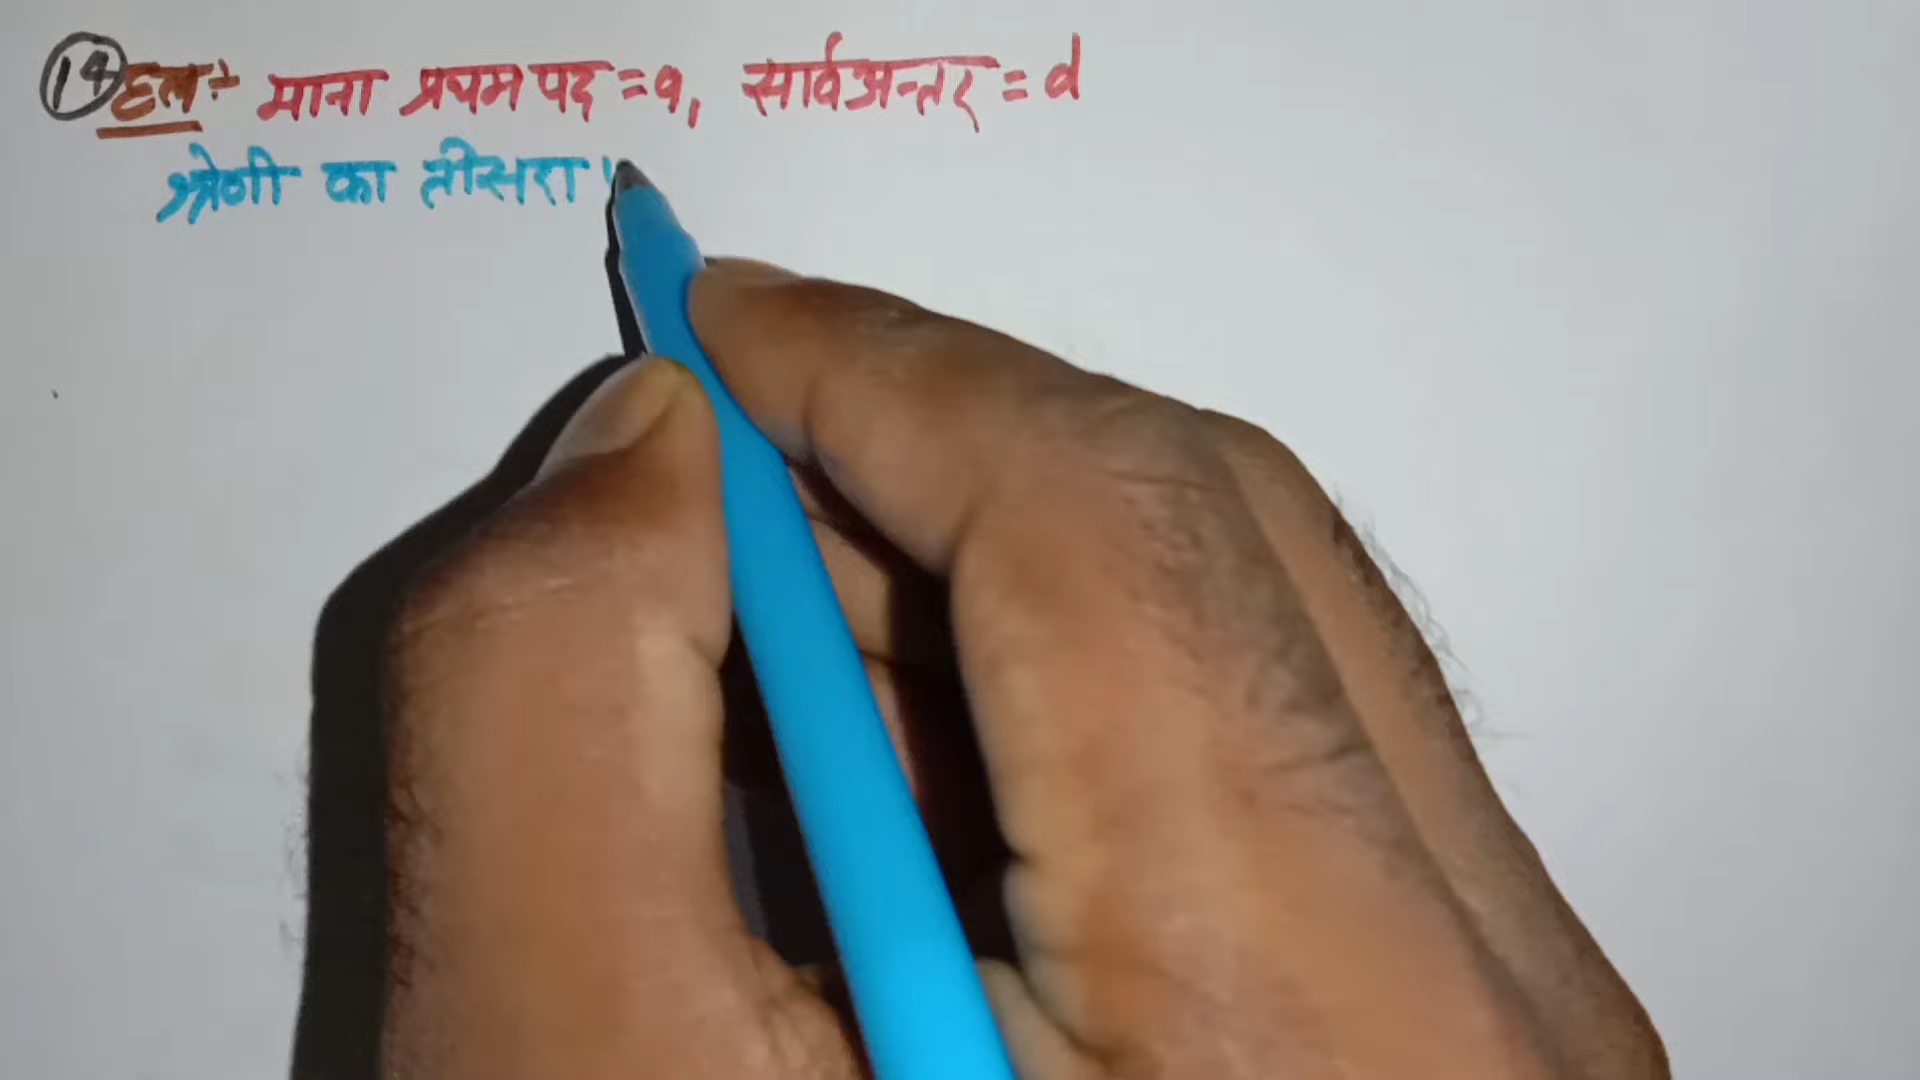 14 हल÷ माना प्रथम पद = a, सार्वअन्तर = d
श्रेणी का तीसरा